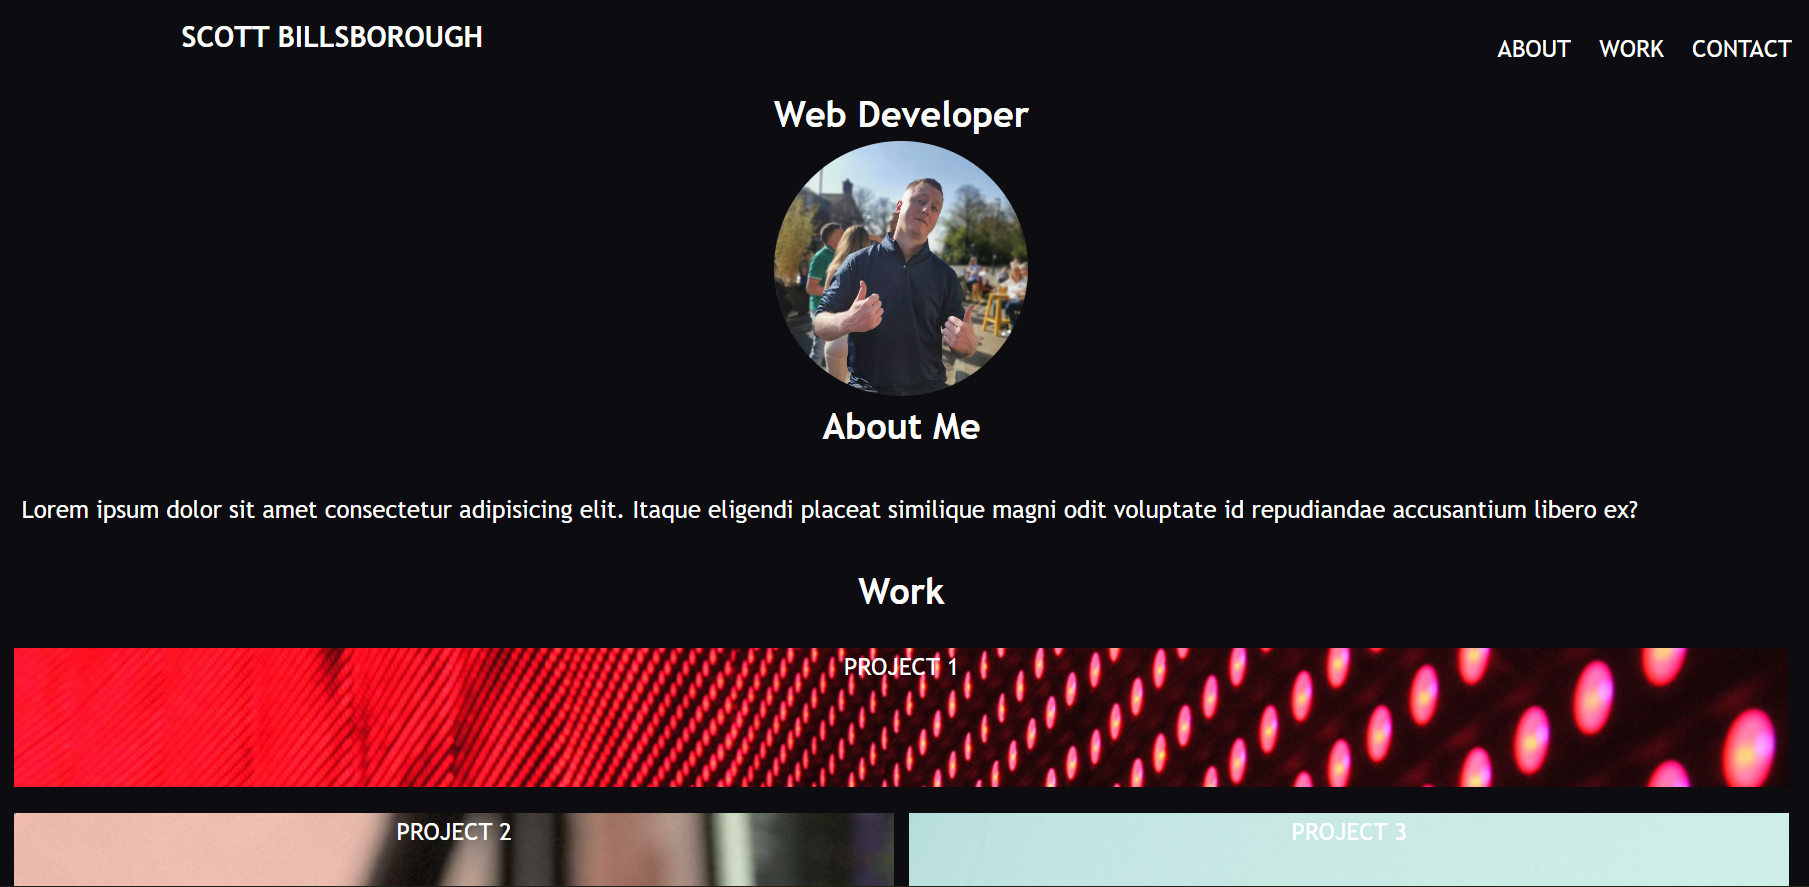 SCOTT BILLSBOROUGH
ABOUT WORK CONTACT
Web Developer
About Me
Lorem ipsum dolor sit amet consectetur adipisicing elit. Itaque eligendi placeat similique magni odit voluptate id repudiandae accusantium libero ex?
Work
PROJECT 1
PROJECT 2
PROJECT 3